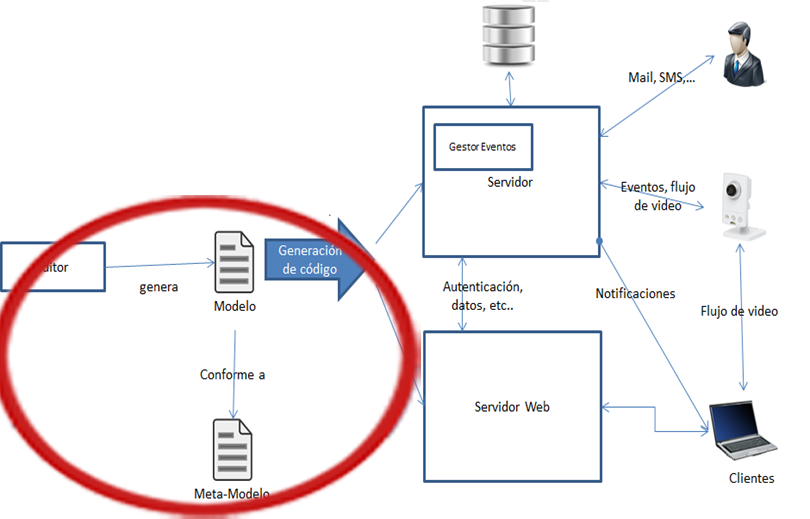 Mail, SMS,...
Gestor Eventos
Servidor
Eventos, flujo
de video
Generación
de código
genera
Modelo
Autenticación,
datos, etc..
Notificaciones
Flujo de video
Conforme a
Servidor Web
Meta-Modelo
Clientes